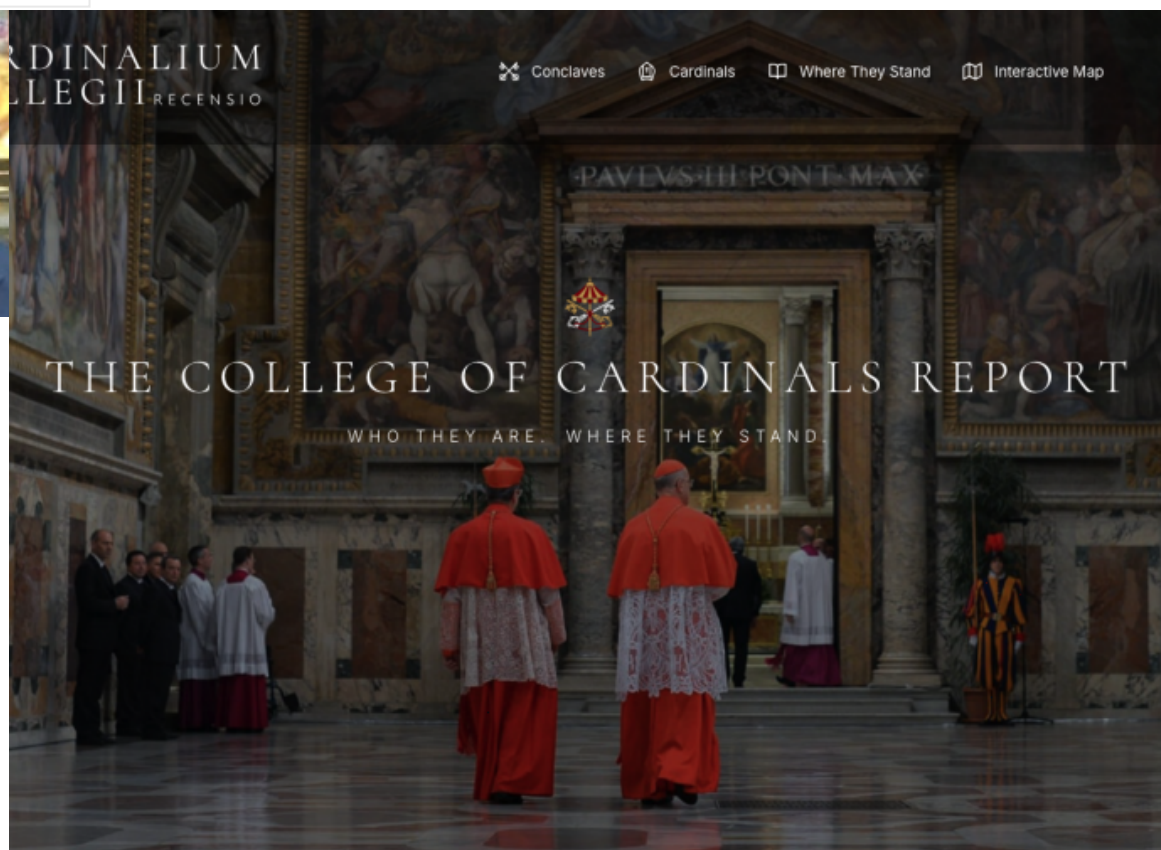 RDINALIUM
LLEGII RECENSIO
Conclaves Cardinals Where They Stand Interactive Map
·PAVLVS·III·PONT·MAX·
THE COLLEGE OF CARDINALS REPORT
WHO THEY ARE. WHERE THEY STAND.